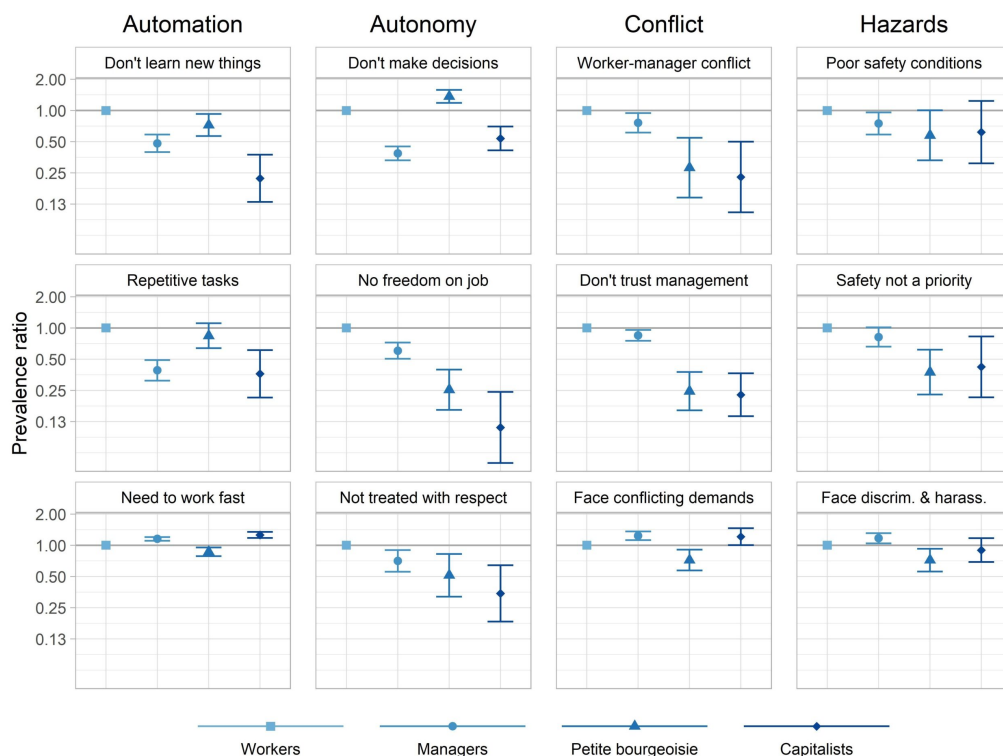 Automation Autonomy Conflict Hazards
Don't learn new things Don't make decisions Worker-manager conflict Poor safety conditions
2.00
1.00
0.50
0.25
0.13
Repetitive tasks No freedom on job Don't trust management Safety not a priority
2.00
1.00
0.50
0.25
0.13
Prevalence ratio
Need to work fast Not treated with respect Face conflicting demands Face discrim. & harass.
2.00
1.00
0.50
0.25
0.13
Workers Managers Petite bourgeoisie Capitalists